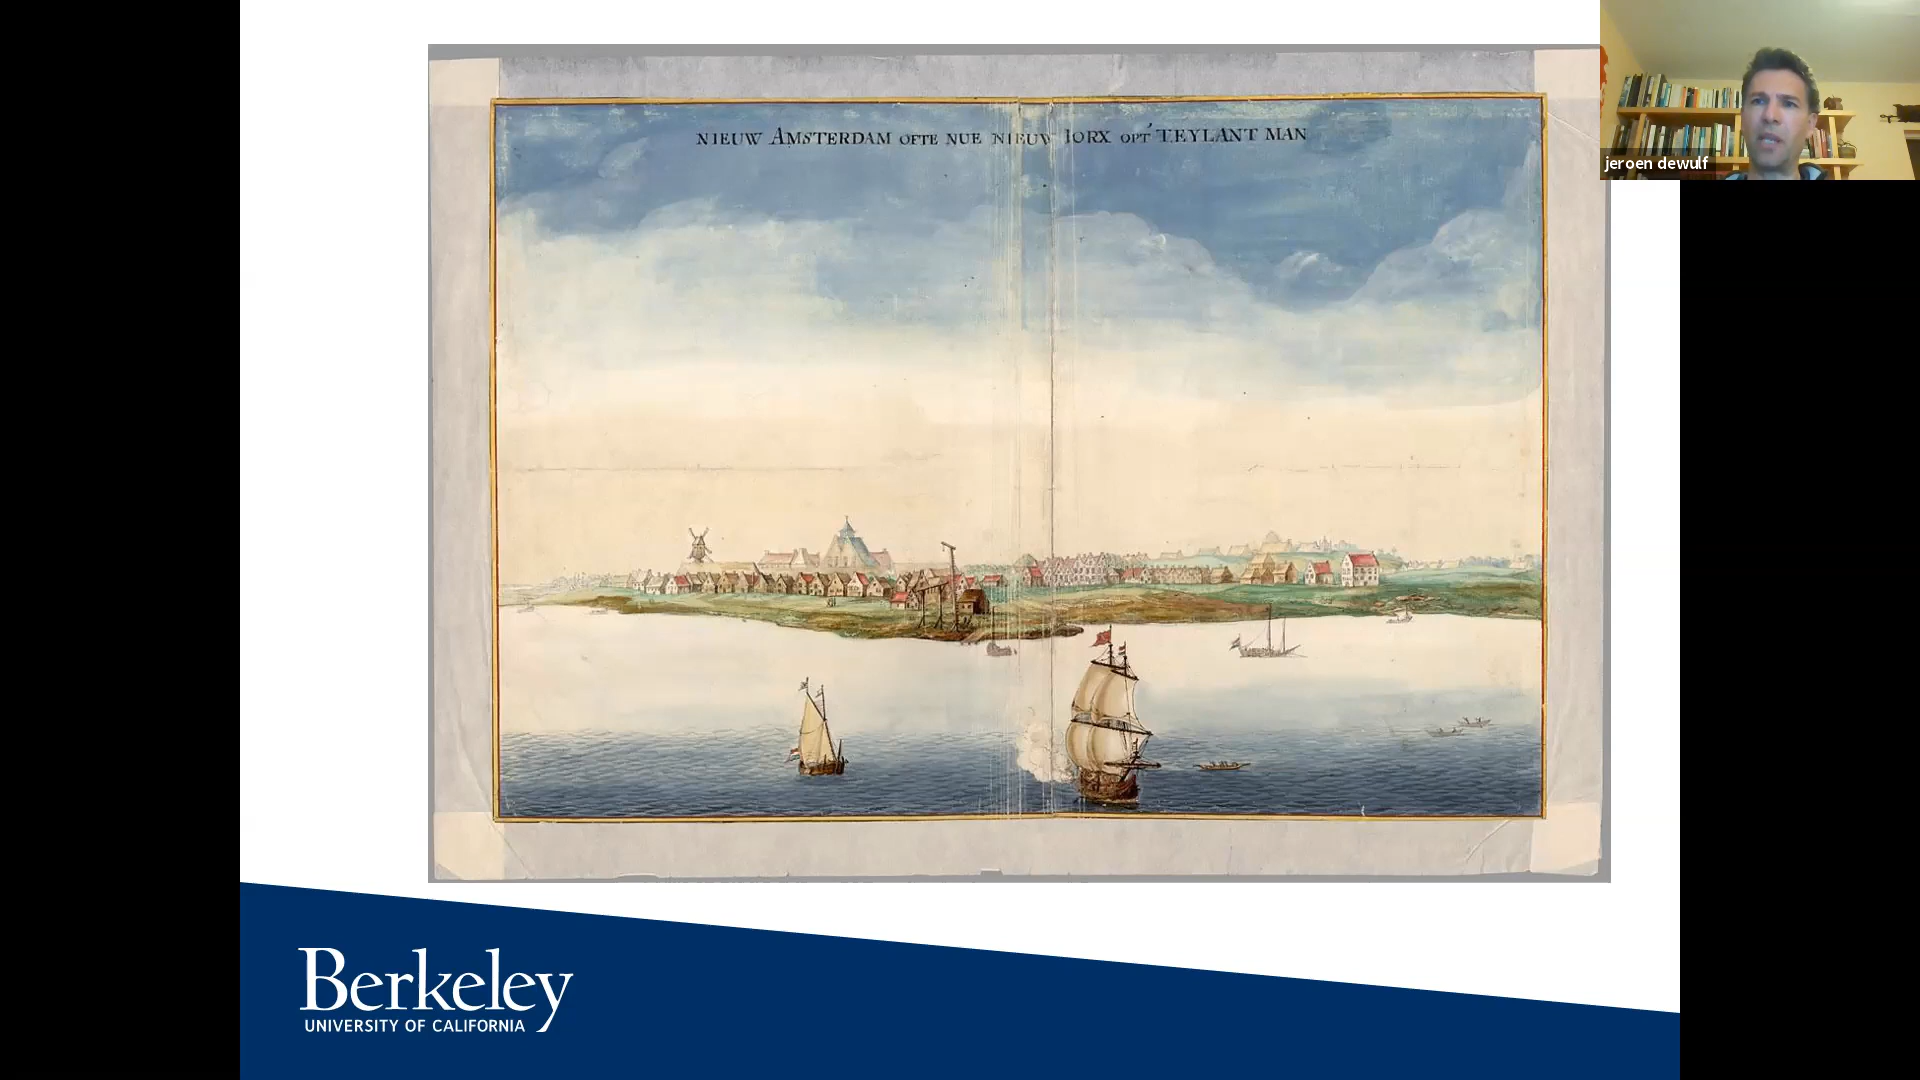 NIEUW AMSTERDAM OFTE NUE NIEUW IORX OPT TEYLANT MAN
jeroen dewulf
Berkeley
UNIVERSITY OF CALIFORNIA